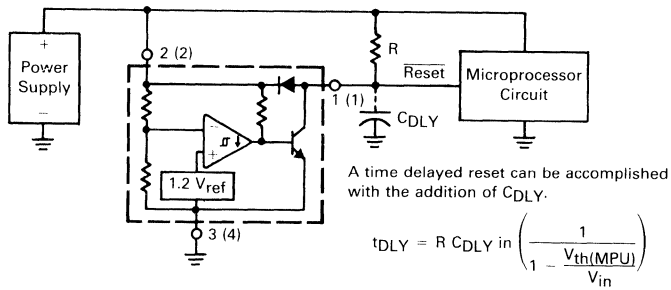 +
Power
Supply
−
2 (2)
R
Reset
1 (1)
Microprocessor
Circuit
CDLY
−
+
1.2 Vref
3 (4)
A time delayed reset can be accomplished
with the addition of CDLY.
tDLY = R CDLY in ( 1 / 1 − Vth(MPU) / Vin )